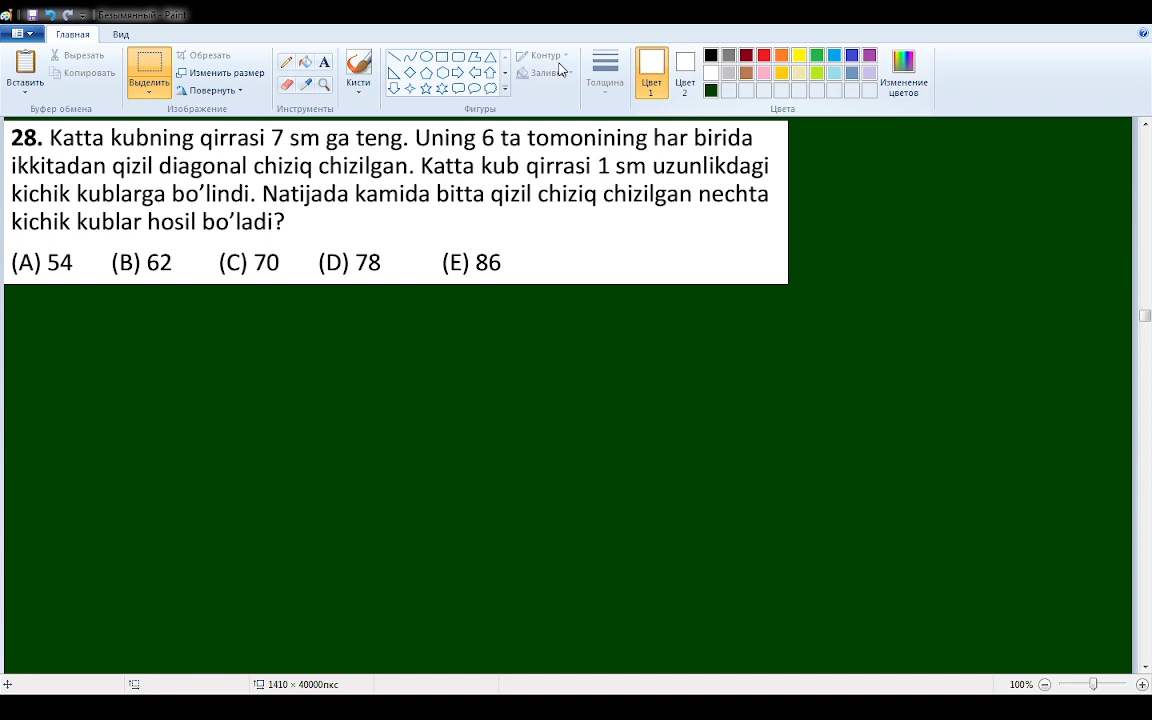 Безымянный - Paint
Главная
Вид
Вставить
Вырезать
Копировать
Буфер обмена
Выделить
Обрезать
Изменить размер
Повернуть
Изображение
Инструменты
Кисти
Фигуры
Контур
Заливка
Толщина
Цвет 1
Цвет 2
Цвета
Изменение цветов
28. Katta kubning qirrasi 7 sm ga teng. Uning 6 ta tomonining har birida
ikkitadan qizil diagonal chiziq chizilgan. Katta kub qirrasi 1 sm uzunlikdagi
kichik kublarga bo’lindi. Natijada kamida bitta qizil chiziq chizilgan nechta
kichik kublar hosil bo’ladi?
(A) 54 (B) 62 (C) 70 (D) 78 (E) 86
1410 × 40000пкс
100%